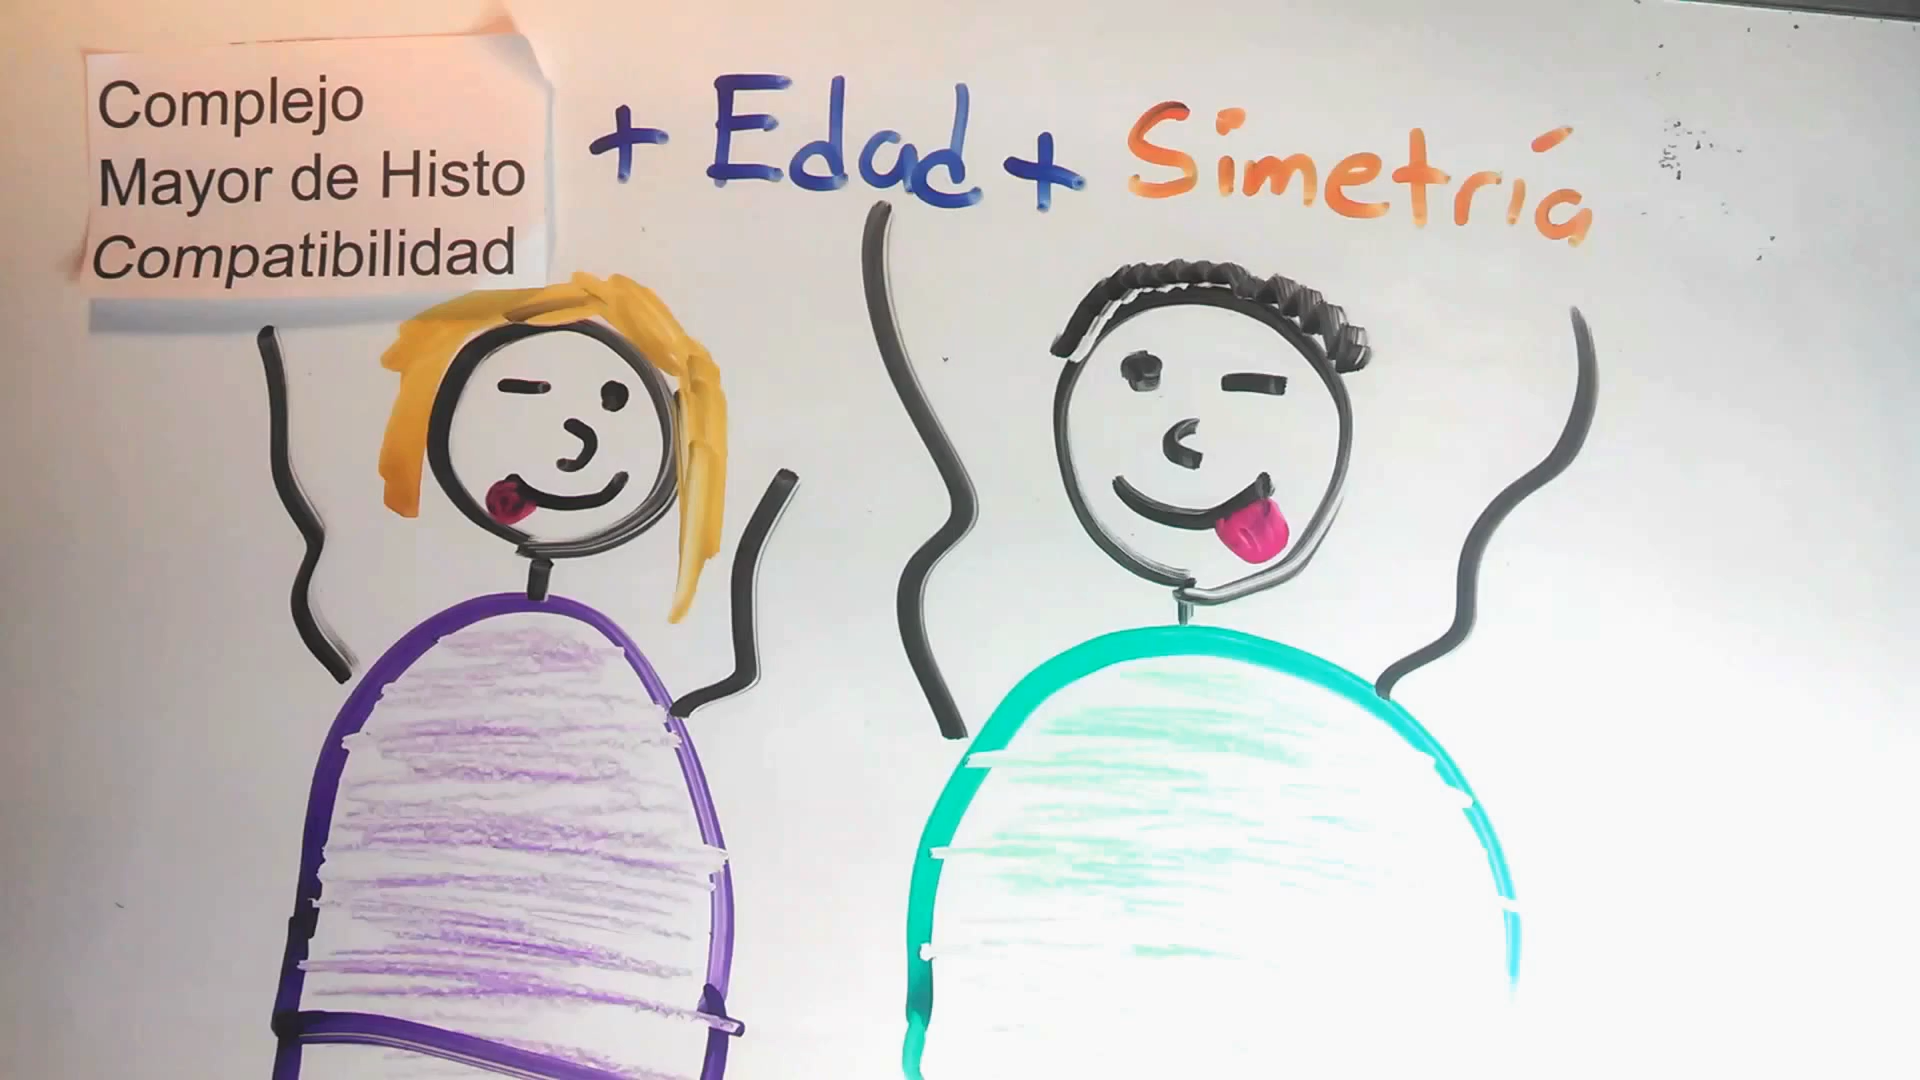 Complejo
Mayor de Histo
Compatibilidad
+ Edad + Simetría